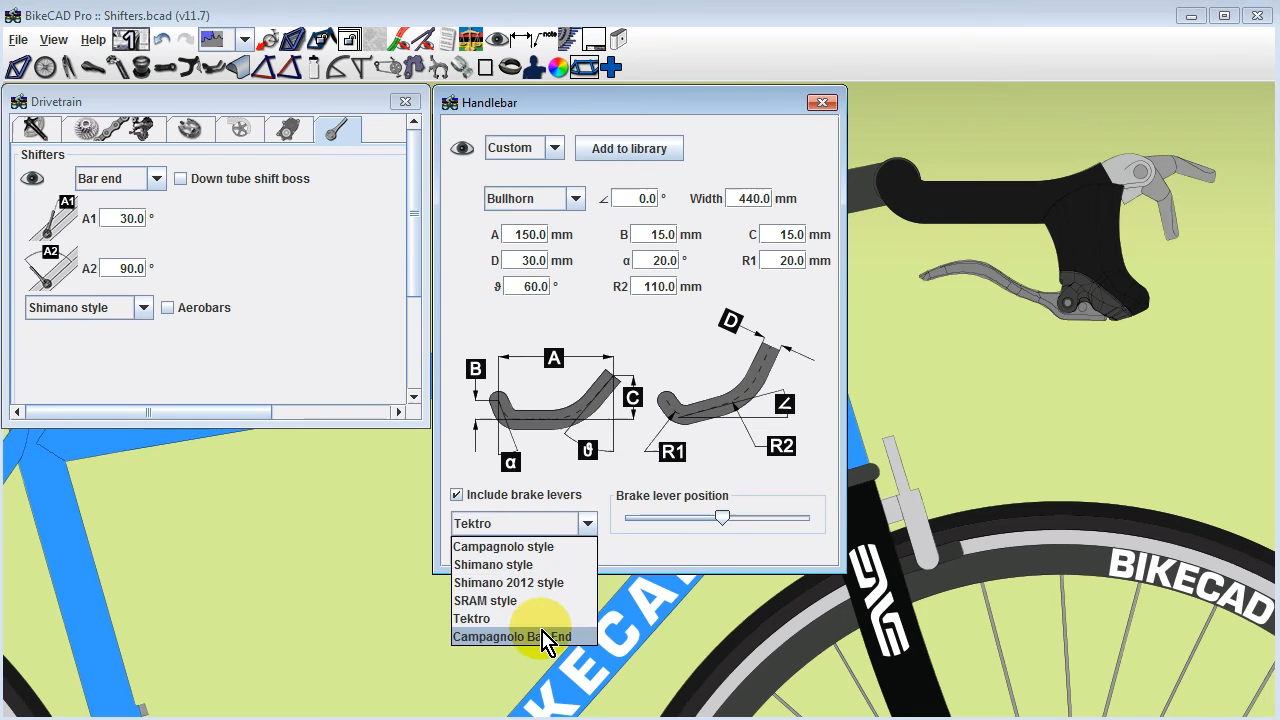 BikeCAD Pro :: Shifters.bcad (v11.7)
File View Help
note
Drivetrain
Shifters
Bar end
Down tube shift boss
A1
A1 30.0 °
A2
A2 90.0 °
Shimano style
Aerobars
Handlebar
Custom
Add to library
Bullhorn
∠ 0.0 °
Width 440.0 mm
A 150.0 mm
B 15.0 mm
C 15.0 mm
D 30.0 mm
α 20.0 °
R1 20.0 mm
ϑ 60.0 °
R2 110.0 mm
D
A
B
C
∠
ϑ
α
R1
R2
Include brake levers
Brake lever position
Tektro
Campagnolo style
Shimano style
Shimano 2012 style
SRAM style
Tektro
Campagnolo Bar End
BIKECAD
BIKECAD